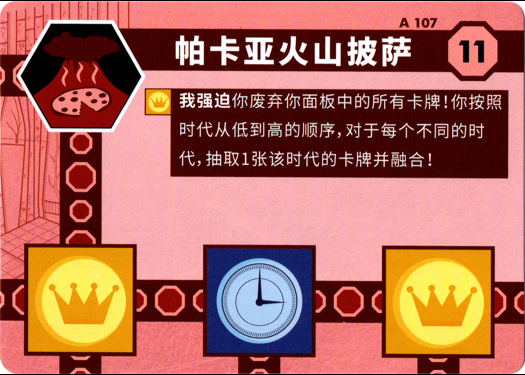 A 107
帕卡亚火山披萨
11
我强迫你废弃你面板中的所有卡牌!你按照
时代从低到高的顺序,对于每个不同的时
代,抽取1张该时代的卡牌并融合!